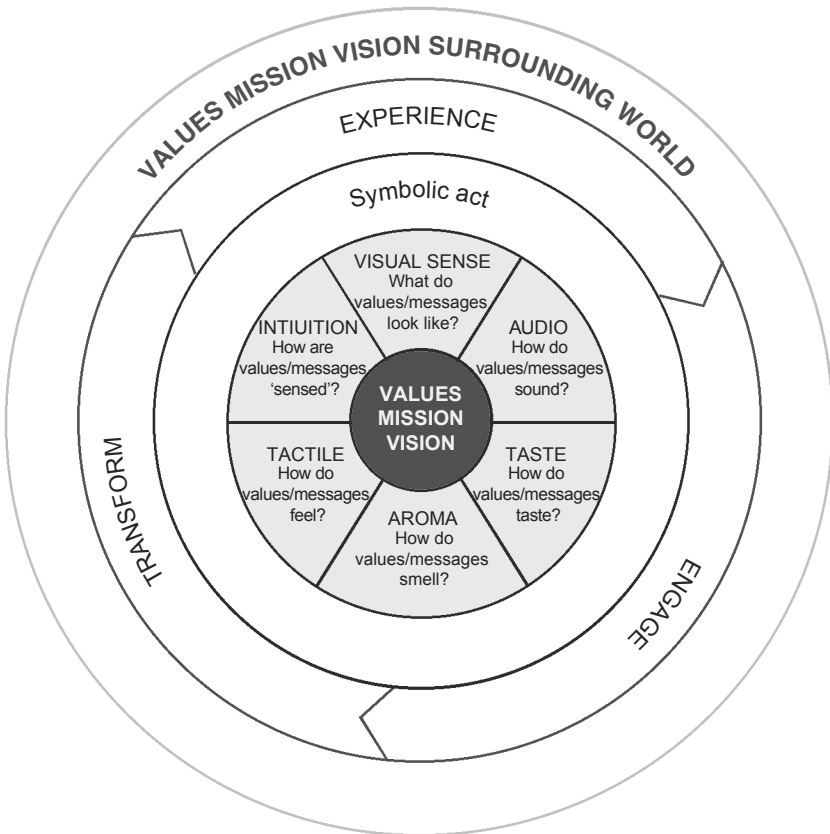 VALUES MISSION VISION SURROUNDING WORLD
EXPERIENCE
Symbolic act
VISUAL SENSE
What do
values/messages
look like?
INTIUITION
How are
values/messages
‘sensed’?
AUDIO
How do
values/messages
sound?
VALUES
MISSION
VISION
TACTILE
How do
values/messages
feel?
TASTE
How do
values/messages
taste?
AROMA
How do
values/messages
smell?
TRANSFORM
ENGAGE